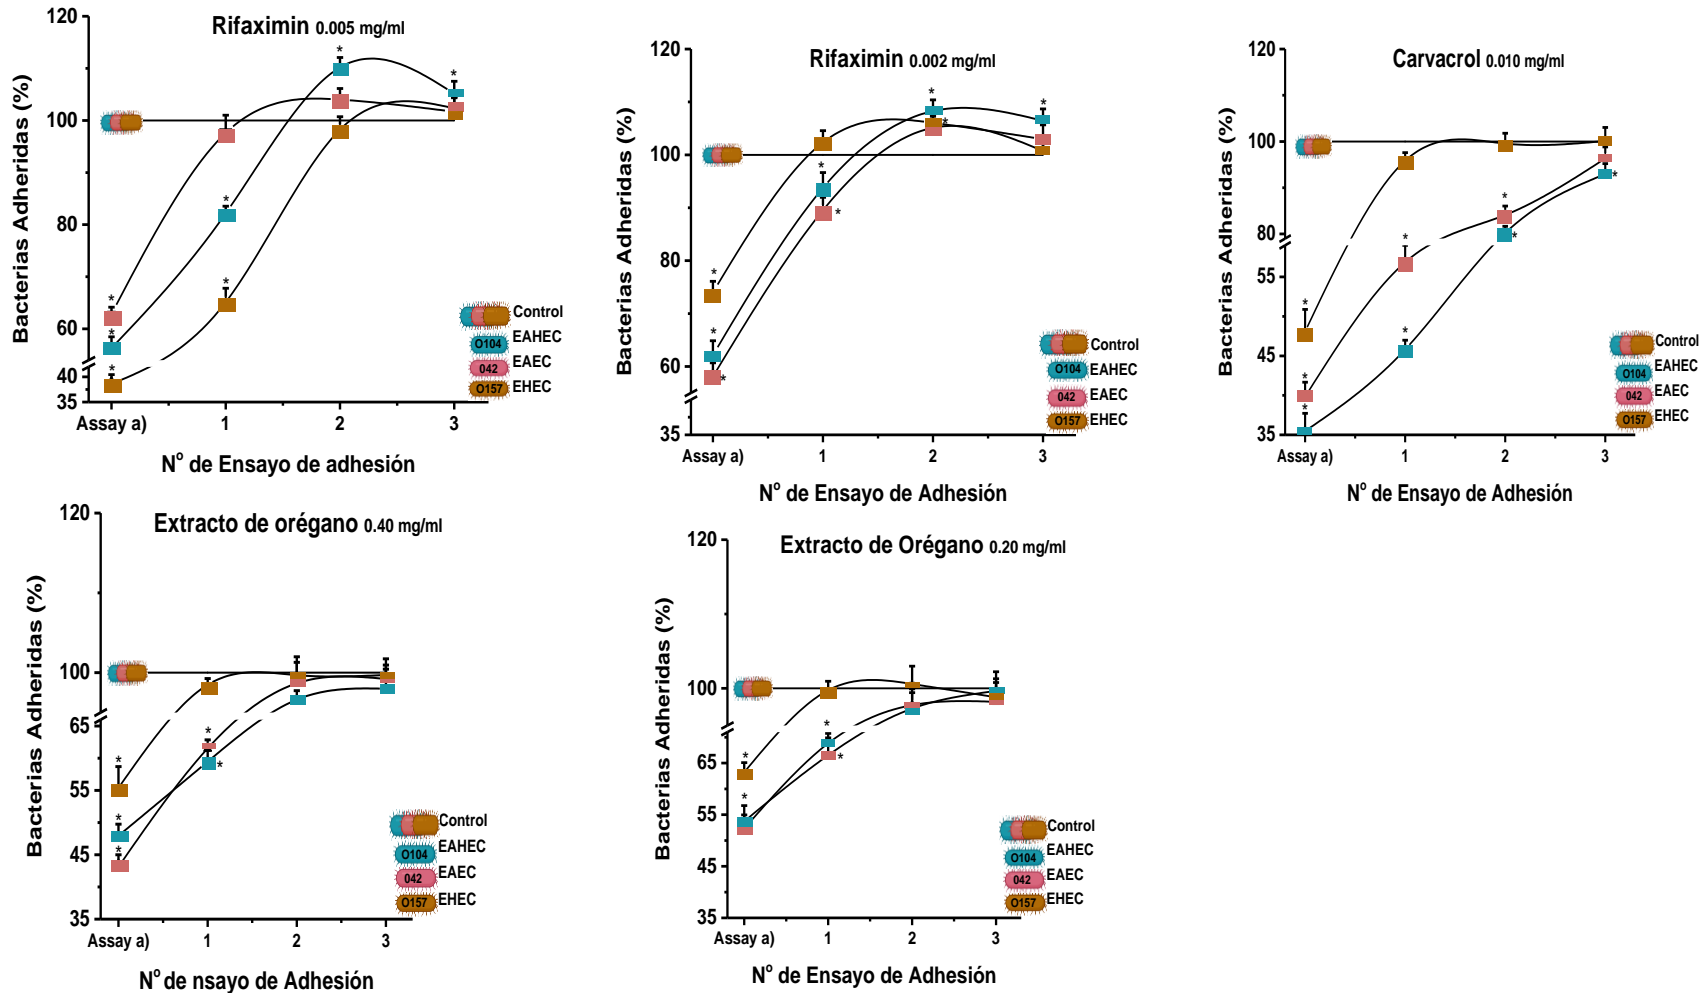 Rifaximin 0.005 mg/ml
Bacterias Adheridas (%)
120
100
80
60
40
35
*
*
*
*
*
*
*
Control
O104 EAHEC
042 EAEC
O157 EHEC
Assay a) 1 2 3
Nº de Ensayo de adhesión
Rifaximin 0.002 mg/ml
Bacterias Adheridas (%)
120
100
80
60
35
*
*
*
*
*
*
*
*
Control
O104 EAHEC
042 EAEC
O157 EHEC
Assay a) 1 2 3
Nº de Ensayo de Adhesión
Carvacrol 0.010 mg/ml
Bacterias Adheridas (%)
120
100
80
55
45
35
*
*
*
*
*
*
*
*
Control
O104 EAHEC
042 EAEC
O157 EHEC
Assay a) 1 2 3
Nº de Ensayo de Adhesión
Extracto de orégano 0.40 mg/ml
Bacterias Adheridas (%)
120
100
65
55
45
35
*
*
*
*
*
Control
O104 EAHEC
042 EAEC
O157 EHEC
Assay a) 1 2 3
Nº de nsayo de Adhesión
Extracto de Orégano 0.20 mg/ml
Bacterias Adheridas (%)
120
100
65
55
45
35
*
*
*
*
Control
O104 EAHEC
042 EAEC
O157 EHEC
Assay a) 1 2 3
Nº de Ensayo de Adhesión